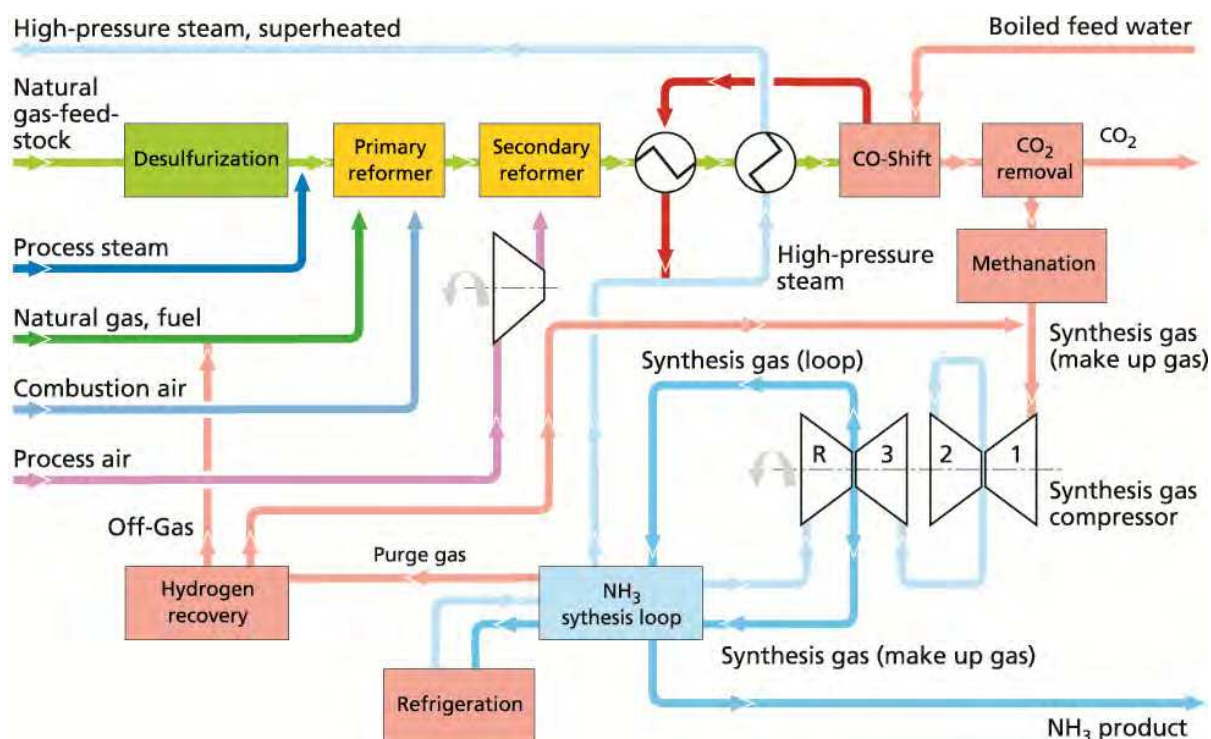 High-pressure steam, superheated
Boiled feed water
Natural
gas-feed-
stock
Desulfurization
Primary
reformer
Secondary
reformer
CO-Shift
CO₂
removal
CO₂
Process steam
High-pressure
steam
Methanation
Natural gas, fuel
Synthesis gas
(make up gas)
Synthesis gas (loop)
Combustion air
R
3
2
1
Process air
Synthesis gas
compressor
Off-Gas
Purge gas
Hydrogen
recovery
NH₃
sythesis loop
Synthesis gas (make up gas)
Refrigeration
NH₃ product